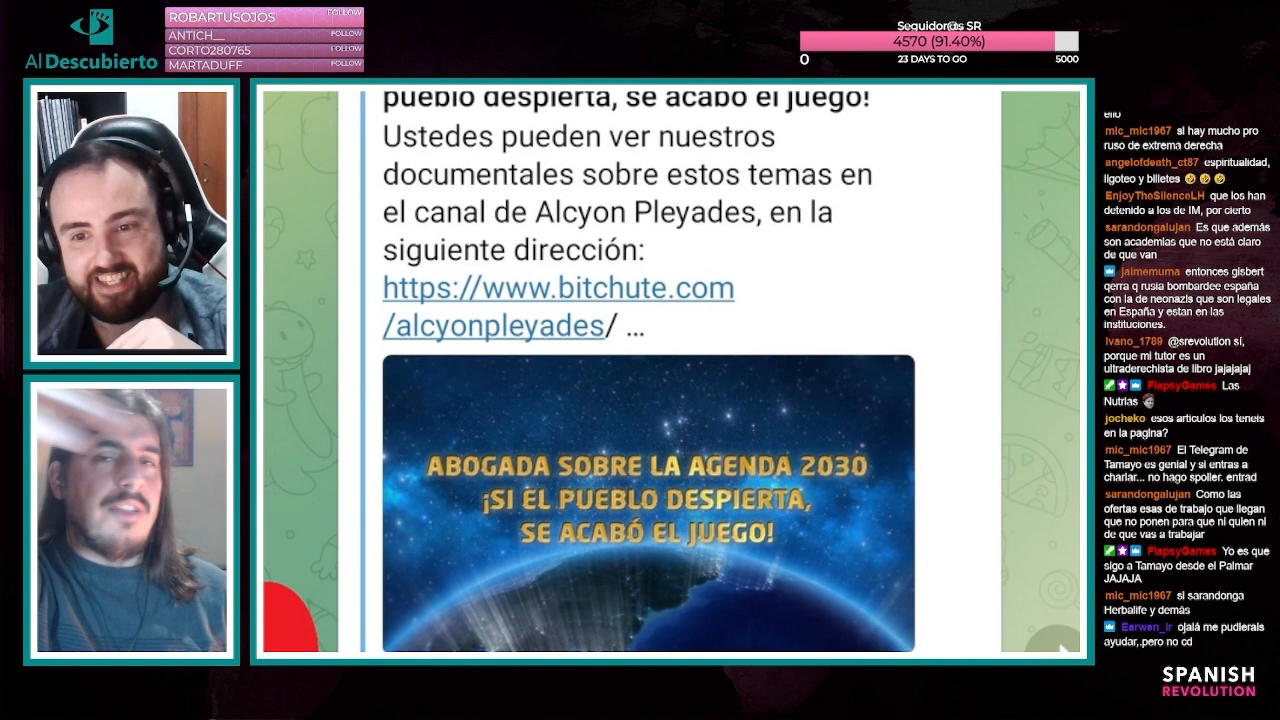 Al Descubierto
ROBARTUSOJOS FOLLOW
ANTICH__ FOLLOW
CORTO280765 FOLLOW
MARTADUFF FOLLOW
Seguidor@s SR
4570 (91.40%)
0 23 DAYS TO GO 5000
pueblo despierta, se acabó el juego!
Ustedes pueden ver nuestros
documentales sobre estos temas en
el canal de Alcyon Pleyades, en la
siguiente dirección:
https://www.bitchute.com
/alcyonpleyades/ ...
ABOGADA SOBRE LA AGENDA 2030
¡SI EL PUEBLO DESPIERTA,
SE ACABÓ EL JUEGO!
ello
mic_mic1967 si hay mucho pro
ruso de extrema derecha
angelofdeath_ct87 espiritualidad,
ligoteo y billetes 🤣 🤣 🤣
EnjoyTheSilenceLH que los han
detenido a los de IM, por cierto
sarandongalujan Es que además
son academias que no está claro
de que van
jaimemuma entonces gisbert
qerra q rusia bombardee españa
con la de neonazis que son legales
en España y estan en las
instituciones.
Ivano_1789 @srevolution sí,
porque mi tutor es un
ultraderechista de libro jajajajaj
FlapsyGames Las
Nutrias
jocheko esos articulos los teneis
en la pagina?
mic_mic1967 El Telegram de
Tamayo es genial y si entras a
charlar... no hago spoiler. entrad
sarandongalujan Como las
ofertas esas de trabajo que llegan
que no ponen para que ni quien ni
de que vas a trabajar
FlapsyGames Yo es que
sigo a Tamayo desde el Palmar
JAJAJA
mic_mic1967 si sarandonga
Herbalife y demás
Earwen_ir ojalá me pudierais
ayudar,.pero no cd
SPANISH
REVOLUTION